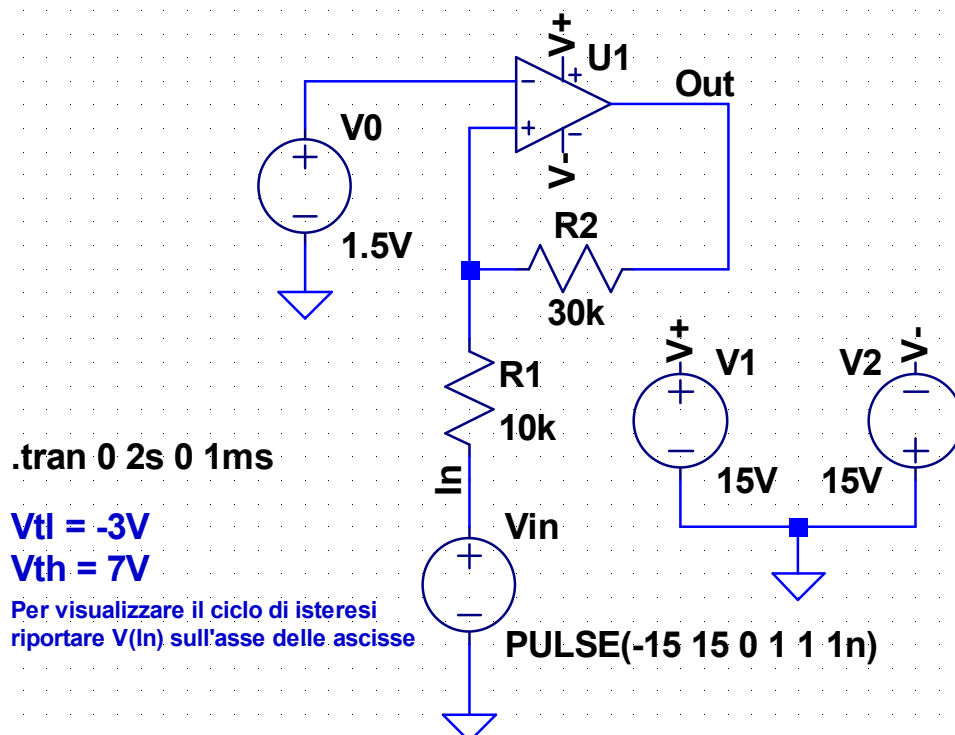 V+
U1
Out
V0
V-
1.5V
R2
30k
V+
V1
V2
V-
R1
10k
.tran 0 2s 0 1ms
In
15V
15V
Vtl = -3V
Vth = 7V
Vin
Per visualizzare il ciclo di isteresi
riportare V(In) sull'asse delle ascisse
PULSE(-15 15 0 1 1 1n)